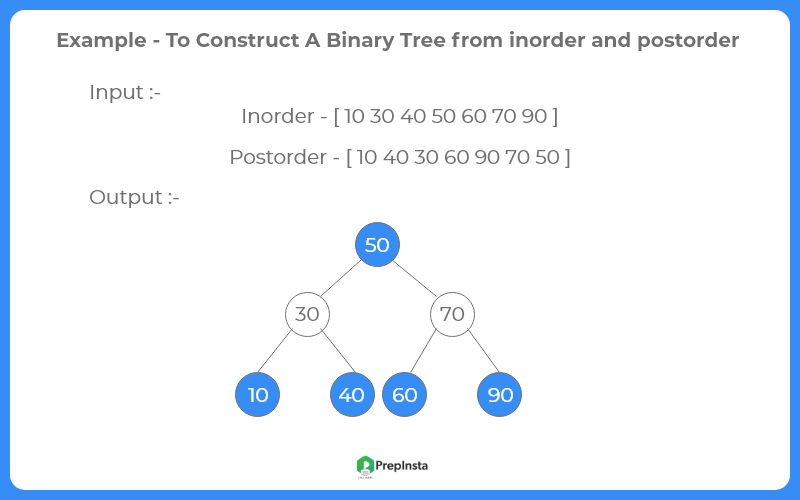 Example - To Construct A Binary Tree from inorder and postorder
Input :-
Inorder - [ 10 30 40 50 60 70 90 ]
Postorder - [ 10 40 30 60 90 70 50 ]
Output :-
50
30 70
10 40 60 90
PrepInsta